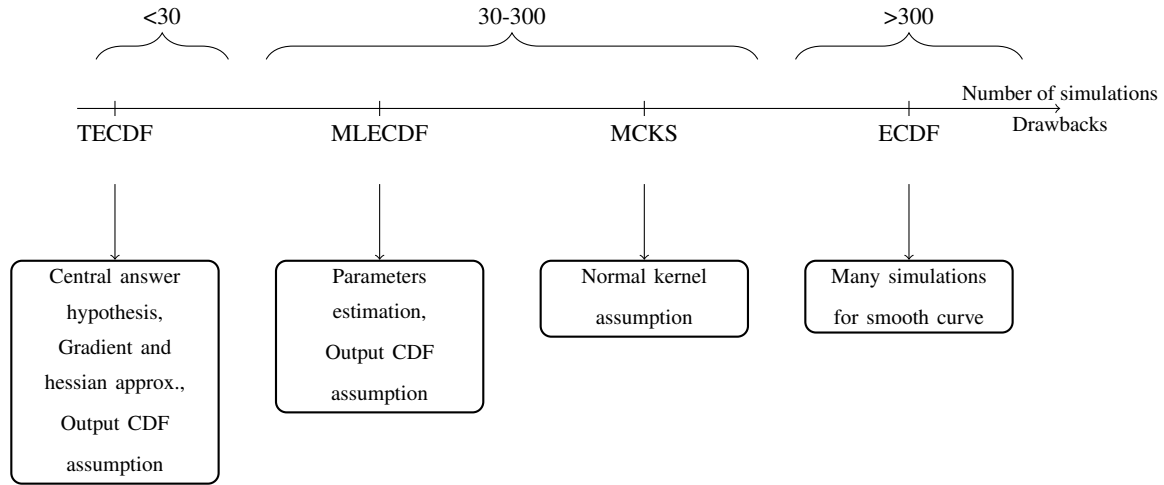 <30
30-300
>300
Number of simulations
Drawbacks
TECDF
MLECDF
MCKS
ECDF
Central answer
hypothesis,
Gradient and
hessian approx.,
Output CDF
assumption
Parameters
estimation,
Output CDF
assumption
Normal kernel
assumption
Many simulations
for smooth curve